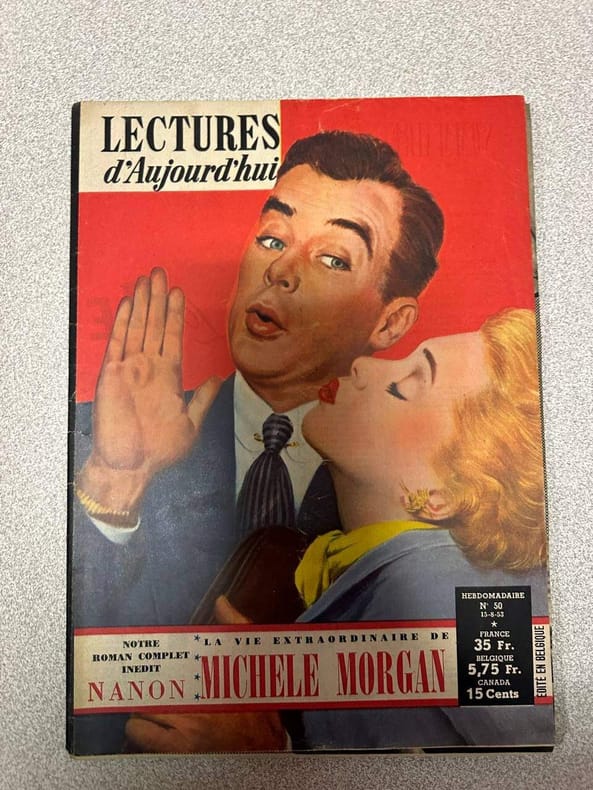 LECTURES
d'Aujourd'hui
HEBDOMADAIRE
N° 50
15-8-53
FRANCE
35 Fr.
BELGIQUE
5,75 Fr.
CANADA
15 Cents
EDITE EN BELGIQUE
NOTRE
ROMAN COMPLET
INEDIT
NANON
LA VIE EXTRAORDINAIRE DE
MICHELE MORGAN